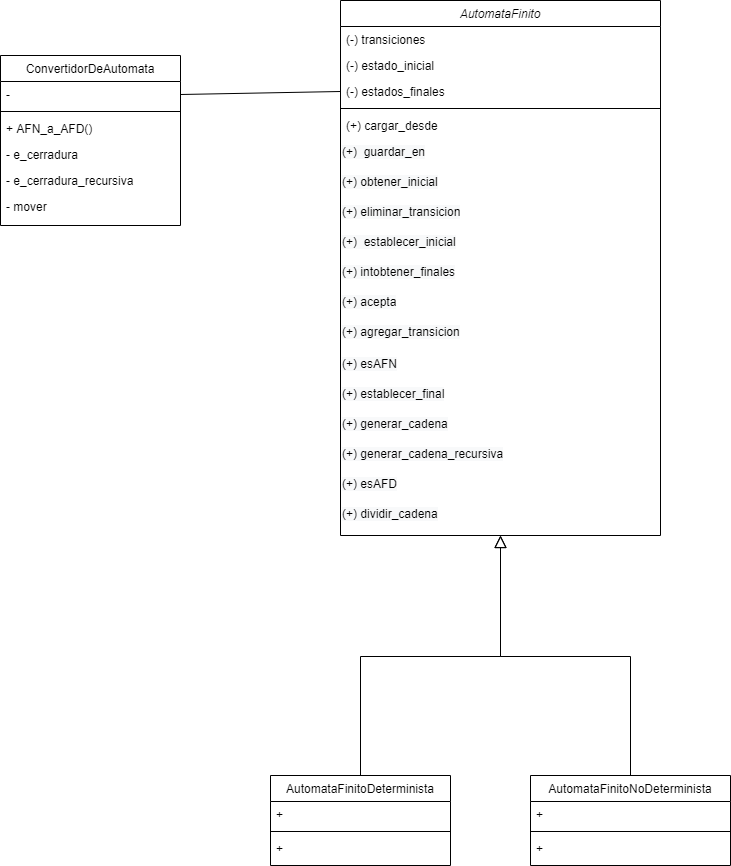 AutomataFinito
(-) transiciones
(-) estado_inicial
(-) estados_finales
(+) cargar_desde
(+) guardar_en
(+) obtener_inicial
(+) eliminar_transicion
(+) establecer_inicial
(+) intobtener_finales
(+) acepta
(+) agregar_transicion
(+) esAFN
(+) establecer_final
(+) generar_cadena
(+) generar_cadena_recursiva
(+) esAFD
(+) dividir_cadena
ConvertidorDeAutomata
-
+ AFN_a_AFD()
- e_cerradura
- e_cerradura_recursiva
- mover
AutomataFinitoDeterminista
+
+
AutomataFinitoNoDeterminista
+
+